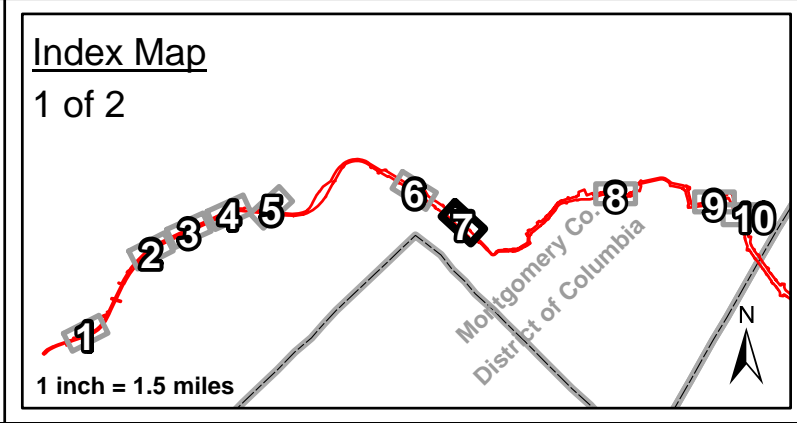 Index Map
1 of 2
1
2
3
4
5
6
7
8
9
10
Montgomery Co.
District of Columbia
N
1 inch = 1.5 miles